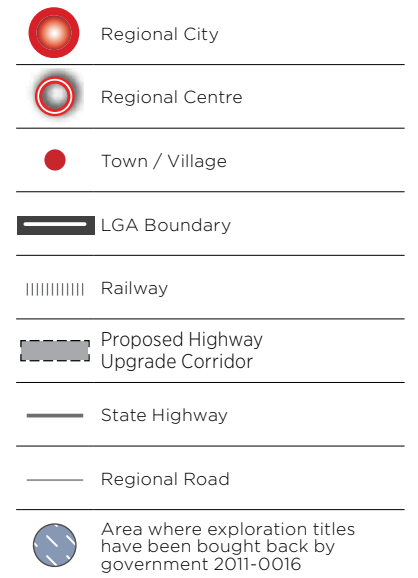 Regional City
Regional Centre
Town / Village
LGA Boundary
Railway
Proposed Highway
Upgrade Corridor
State Highway
Regional Road
Area where exploration titles
have been bought back by
government 2011-0016